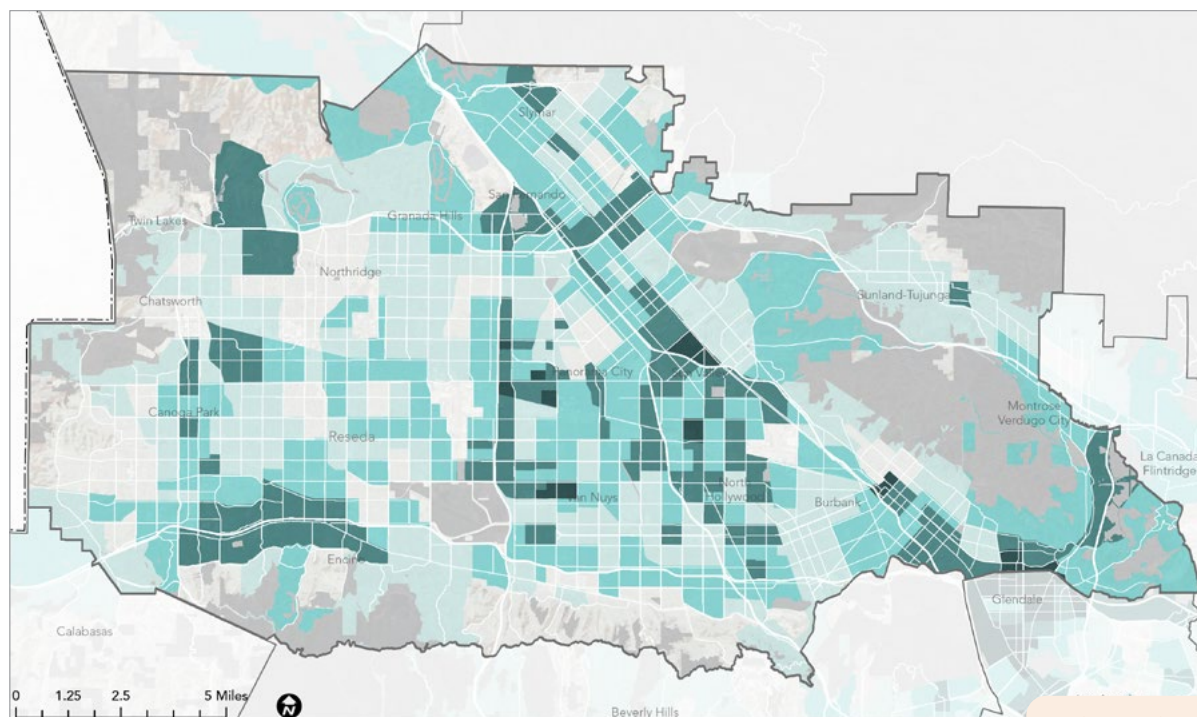 Slymar
San Fernando
Granada Hills
Twin Lakes
Northridge
Chatsworth
Sunland-Tujunga
Panorama City
Canoga Park
Reseda
Montrose
Verdugo City
La Canada
Flintridge
Van Nuys
North
Hollywood
Burbank
Encino
Glendale
Calabasas
Beverly Hills
0 1.25 2.5 5 Miles
N